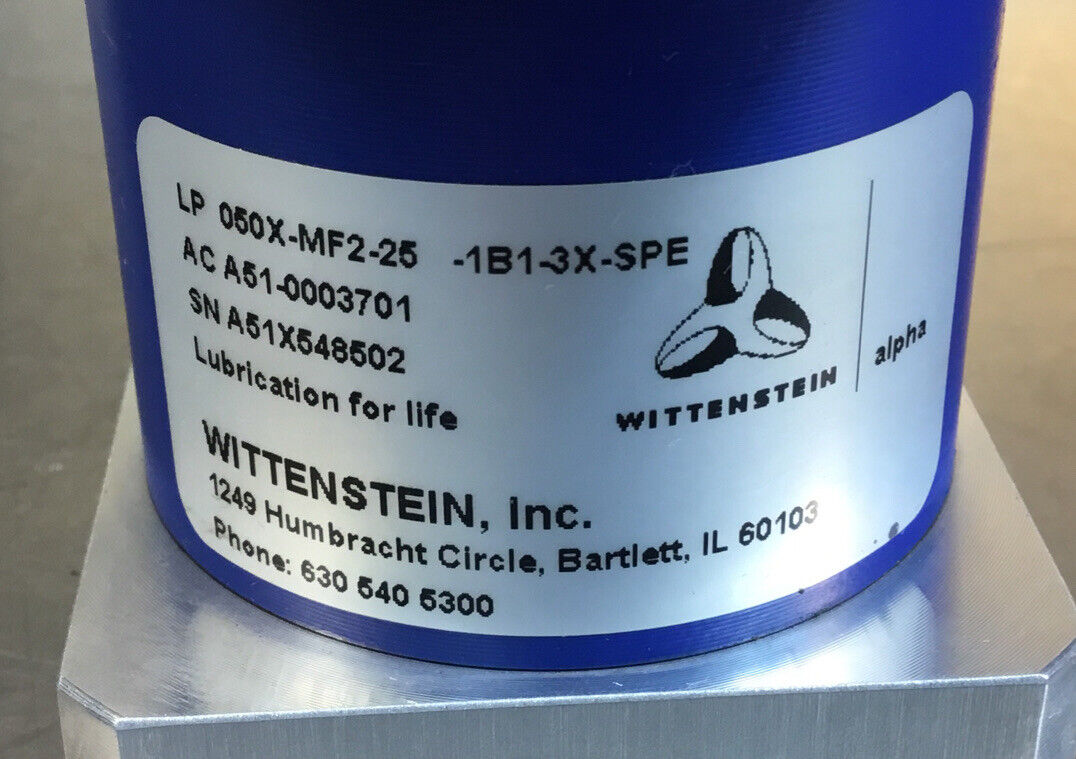 LP 050X-MF2-25 -1B1-3X-SPE
AC A51-0003701
SN A51X548502
Lubrication for life
WITTENSTEIN
alpha
WITTENSTEIN, Inc.
1249 Humbracht Circle, Bartlett, IL 60103
Phone: 630 540 5300